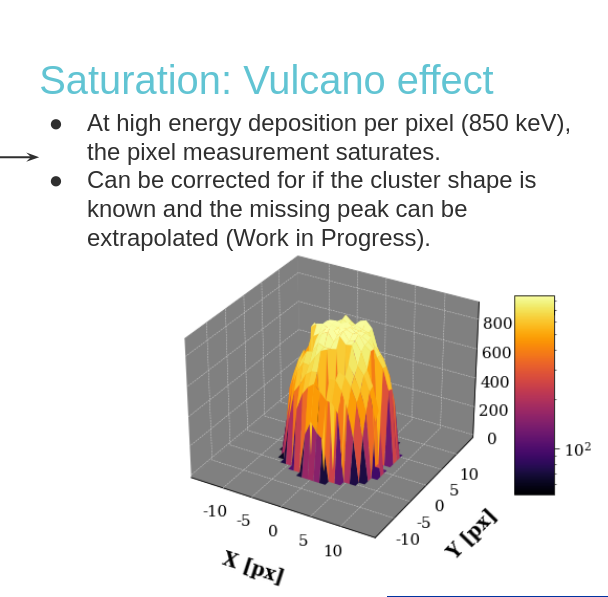 Saturation: Vulcano effect
● At high energy deposition per pixel (850 keV),
the pixel measurement saturates.
● Can be corrected for if the cluster shape is
known and the missing peak can be
extrapolated (Work in Progress).
800
600
400
200
0
10²
-10
-5
0
5
10
X [px]
-10
-5
0
5
10
Y [px]